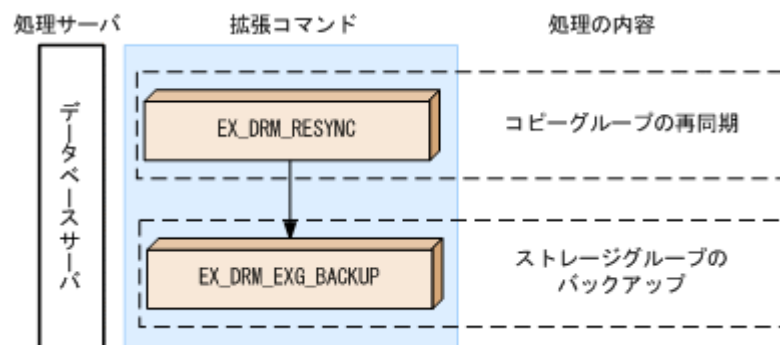 処理サーバ 拡張コマンド 処理の内容
データベースサーバ
EX_DRM_RESYNC
コピーグループの再同期
EX_DRM_EXG_BACKUP
ストレージグループの
バックアップ